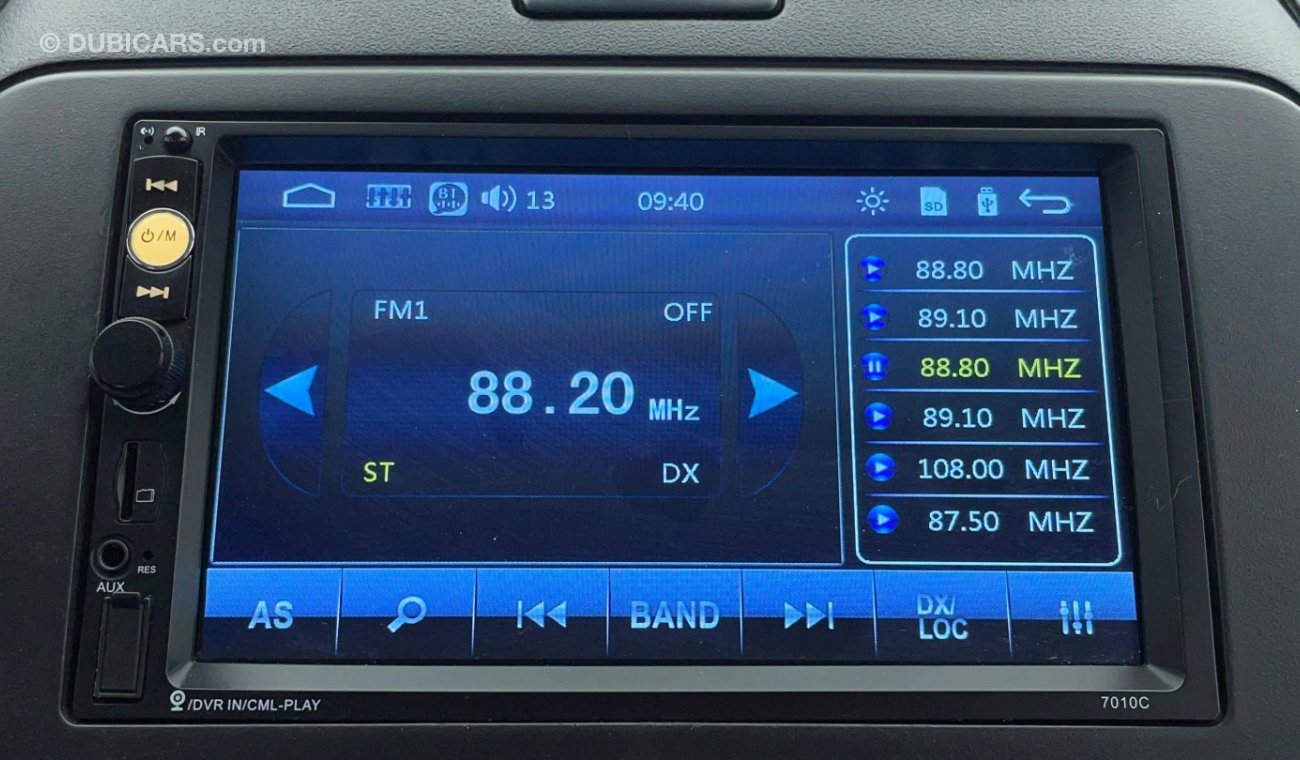 © DUBICARS.com
IR
⏻/M
BT
13
09:40
SD
FM1
OFF
88.20 MHz
ST
DX
88.80 MHZ
89.10 MHZ
88.80 MHZ
89.10 MHZ
108.00 MHZ
87.50 MHZ
RES
AUX
AS
BAND
DX/
LOC
/DVR IN/CML-PLAY
7010C